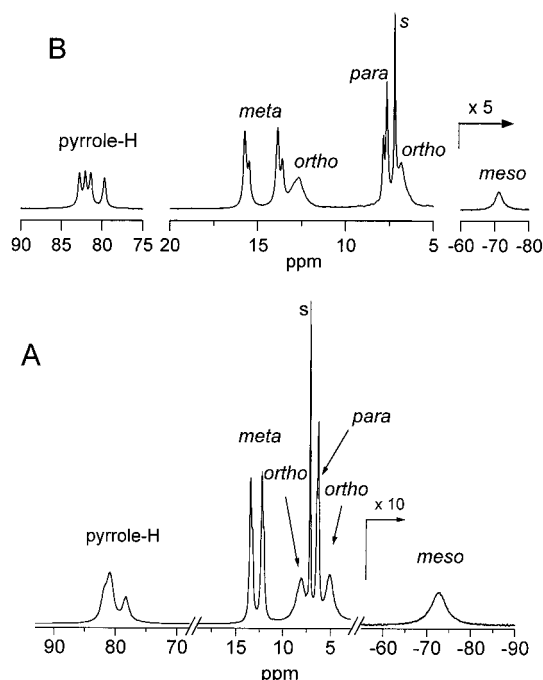 B
s
para
x 5
meta
pyrrole-H
ortho
ortho
meso
90 85 80 75 20 15 10 5 -60 -70 -80
ppm
ppm
A
s
para
meta
ortho
ortho
x 10
pyrrole-H
meso
90 80 70 15 10 5 -60 -70 -80 -90
ppm